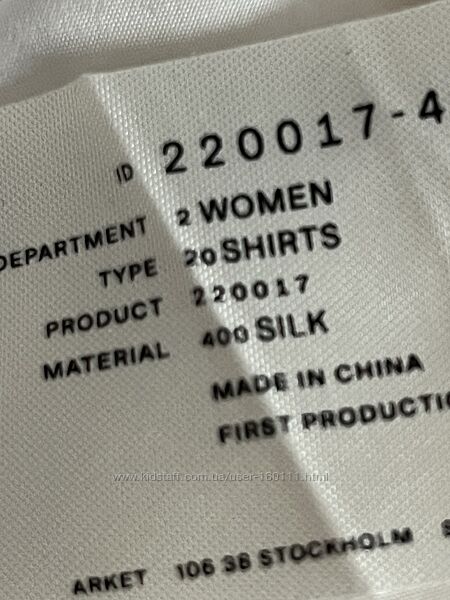 ID 220017-4
DEPARTMENT 2 WOMEN
TYPE 20 SHIRTS
PRODUCT 220017
MATERIAL 400 SILK
MADE IN CHINA
FIRST PRODUCTIO
www.kidstaff.com.ua/user-160111.html
ARKET 106 38 STOCKHOLM S